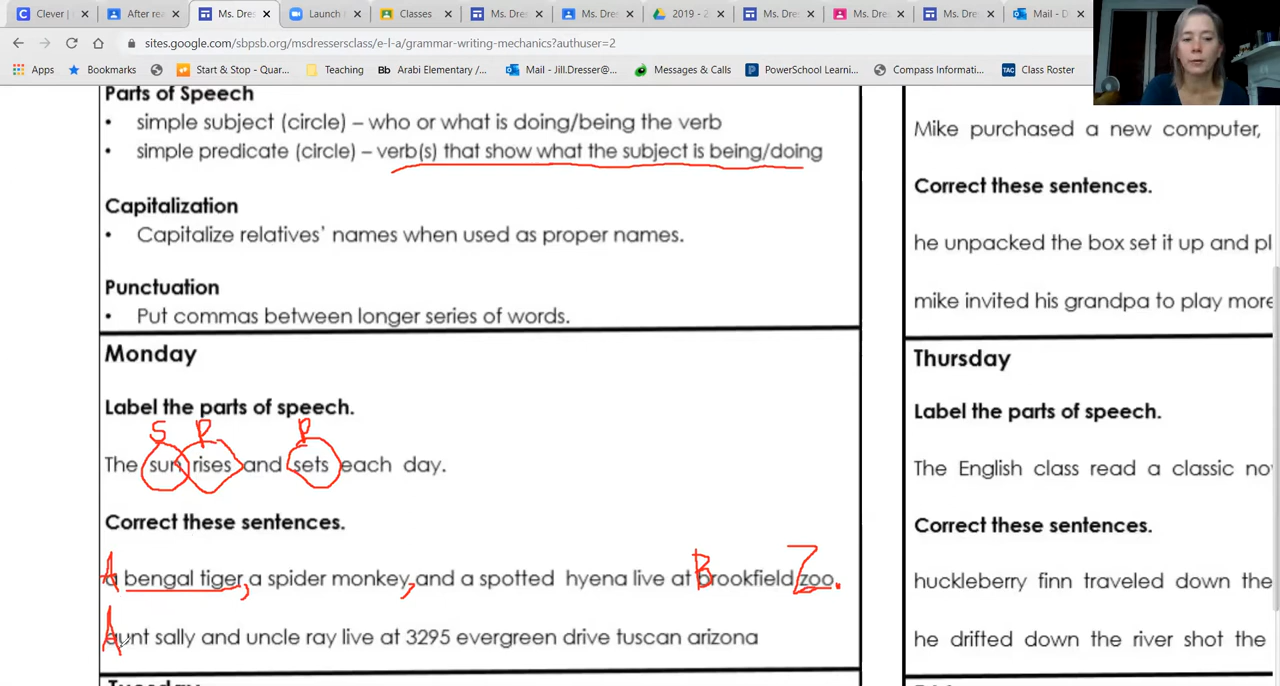 Clever
After rea
Ms. Dres
Launch
Classes
Ms. Dres
Ms. Dre
2019 - 2
Ms. Dre
Ms. Dre
Ms. Dre
Mail - D
sites.google.com/sbpsb.org/msdressersclass/e-l-a/grammar-writing-mechanics?authuser=2
Apps
Bookmarks
Start & Stop - Quar...
Teaching
Bb Arabi Elementary /...
Mail - Jill.Dresser@...
Messages & Calls
PowerSchool Learni...
Compass Informati...
TAC Class Roster
Parts of Speech
• simple subject (circle) – who or what is doing/being the verb
• simple predicate (circle) – verb(s) that show what the subject is being/doing
Capitalization
• Capitalize relatives' names when used as proper names.
Punctuation
• Put commas between longer series of words.
Monday
Label the parts of speech.
S P P
The sun rises and sets each day.
Correct these sentences.
A bengal tiger, a spider monkey, and a spotted hyena live at Brookfield Zoo.
Aunt sally and uncle ray live at 3295 evergreen drive tuscan arizona
Mike purchased a new computer,
Correct these sentences.
he unpacked the box set it up and pl
mike invited his grandpa to play more
Thursday
Label the parts of speech.
The English class read a classic no
Correct these sentences.
huckleberry finn traveled down the
he drifted down the river shot the